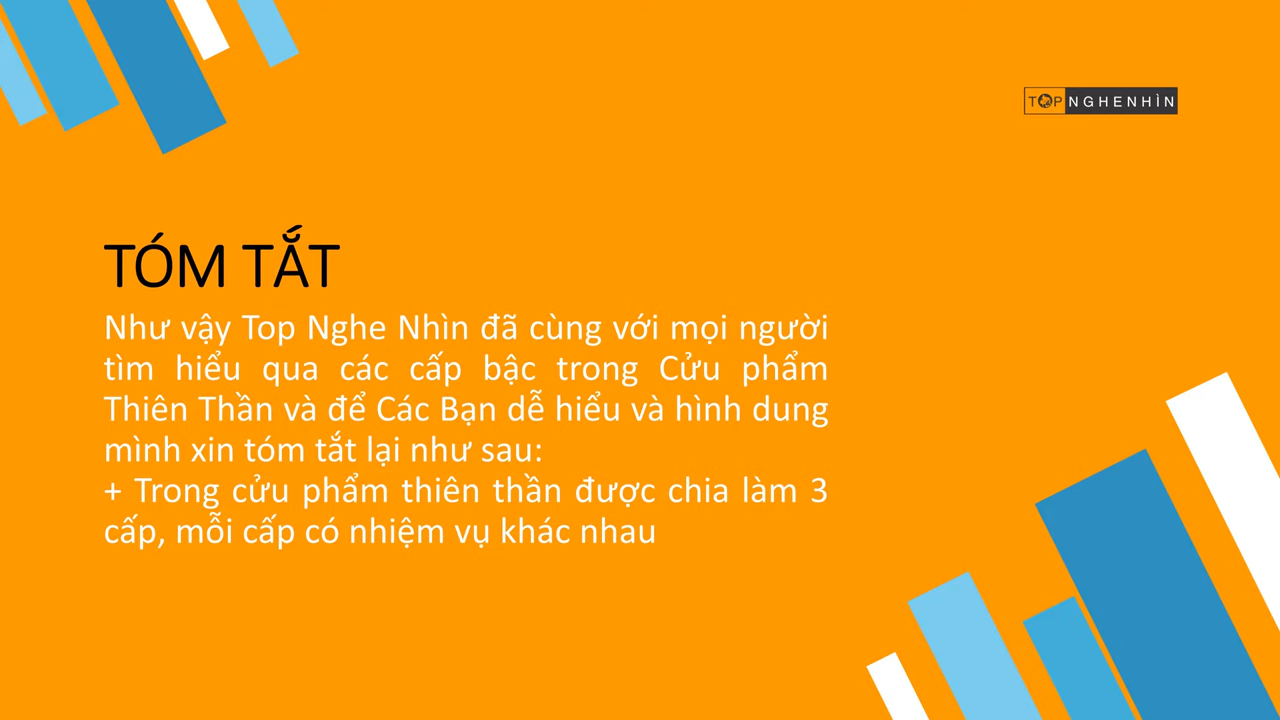 TOP NGHENHÌN
TÓM TẮT
Như vậy Top Nghe Nhìn đã cùng với mọi người
tìm hiểu qua các cấp bậc trong Cửu phẩm
Thiên Thần và để Các Bạn dễ hiểu và hình dung
mình xin tóm tắt lại như sau:
+ Trong cửu phẩm thiên thần được chia làm 3
cấp, mỗi cấp có nhiệm vụ khác nhau